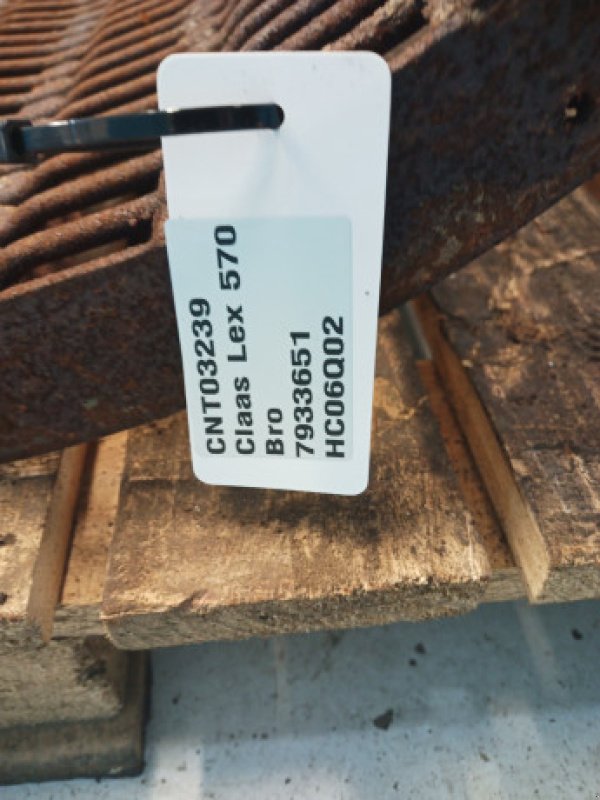 CNT03239
Claas Lex 570
Bro
7933651
HC06Q02